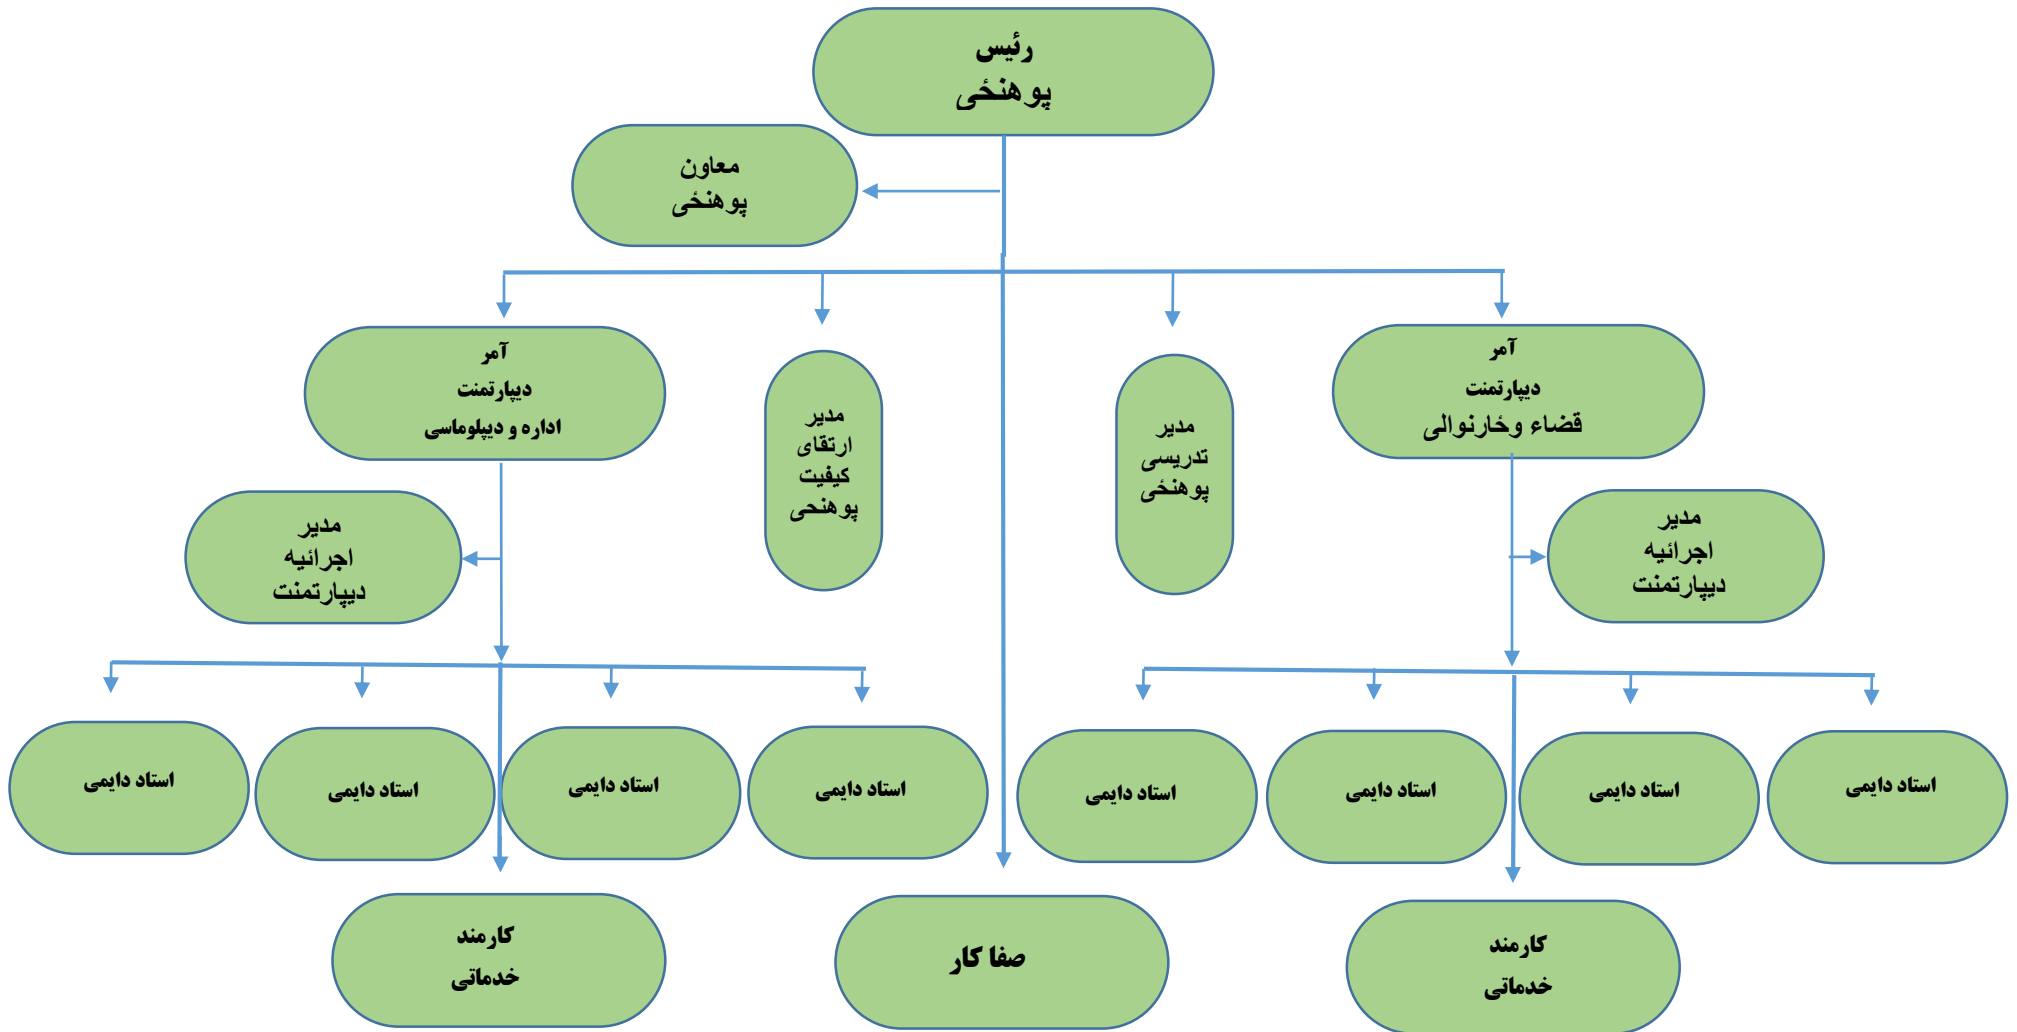 رئیس
پوهنځی
معاون
پوهنځی
آمر
دیپارتمنت
قضاء وځارنوالی
مدیر
تدریسی
پوهنځی
مدیر
ارتقای
کیفیت
پوهنحی
آمر
دیپارتمنت
اداره و دیپلوماسی
مدیر
اجرائیه
دیپارتمنت
مدیر
اجرائیه
دیپارتمنت
استاد دایمی
استاد دایمی
استاد دایمی
استاد دایمی
استاد دایمی
استاد دایمی
استاد دایمی
استاد دایمی
کارمند
خدماتی
صفا کار
کارمند
خدماتی